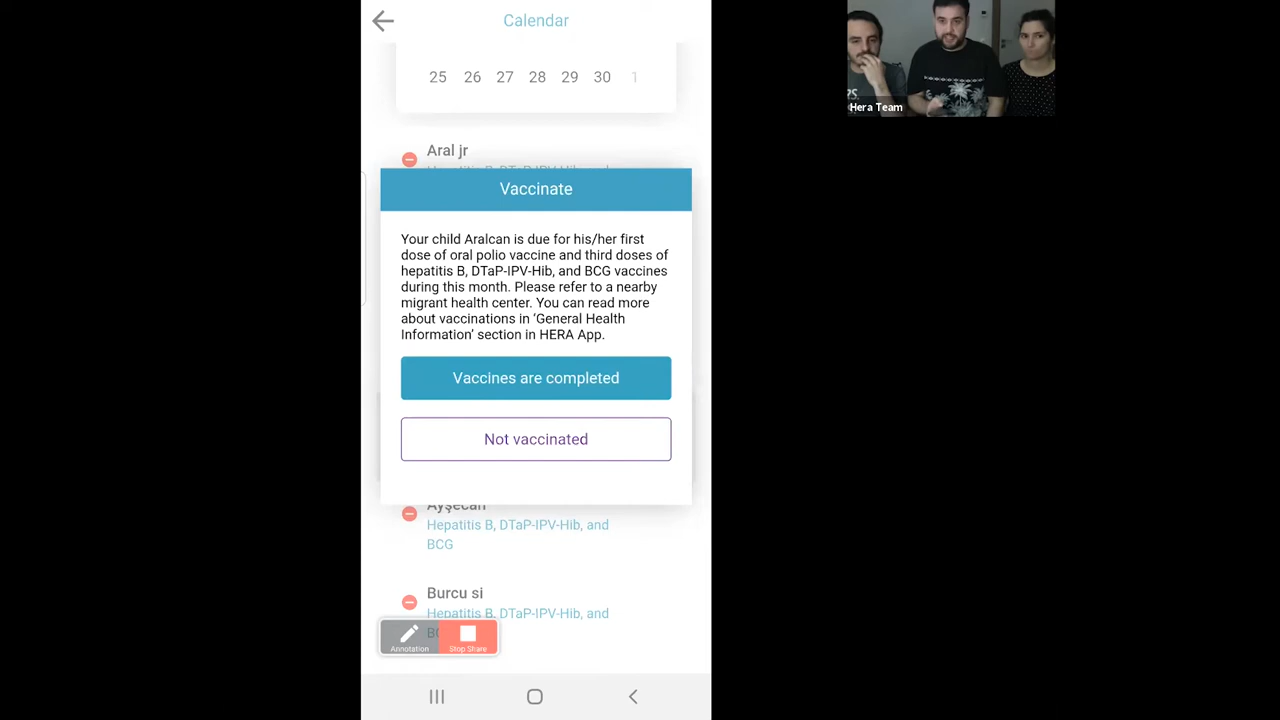 Calendar
25 26 27 28 29 30 1
Aral jr
Vaccinate
Your child Aralcan is due for his/her first
dose of oral polio vaccine and third doses of
hepatitis B, DTaP-IPV-Hib, and BCG vaccines
during this month. Please refer to a nearby
migrant health center. You can read more
about vaccinations in ‘General Health
Information’ section in HERA App.
Vaccines are completed
Not vaccinated
Ayşecan
Hepatitis B, DTaP-IPV-Hib, and
BCG
Burcu si
Hepatitis B, DTaP-IPV-Hib, and
Annotation
Stop Share
Hera Team